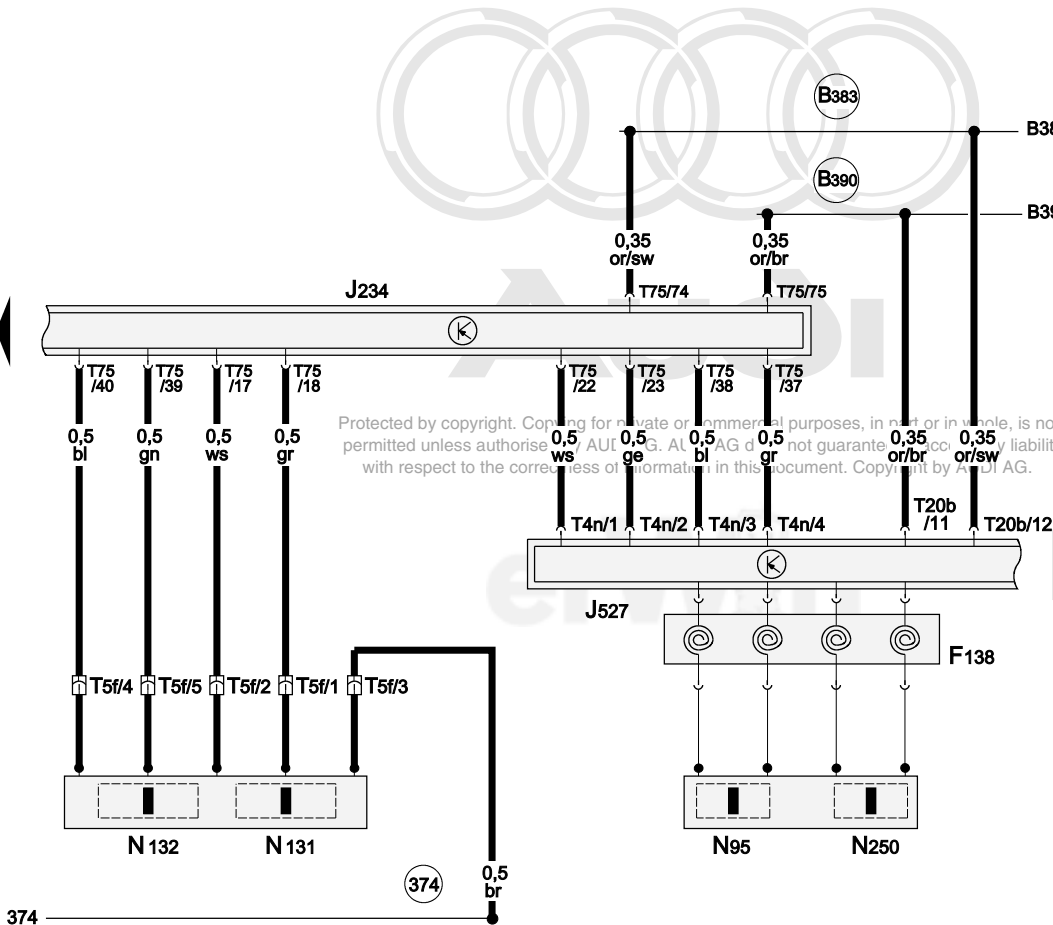 B383
B38
B390
B39
0,35
or/sw
0,35
or/br
J234
T75/74
T75/75
AUDI
T75
/40
T75
/39
T75
/17
T75
/18
T75
/22
T75
/23
T75
/38
T75
/37
Protected by copyright. Copying for private or commercial purposes, in part or in whole, is no
permitted unless authorise by AUDI AG. AUDI AG d not guarantee acc y liabilit
with respect to the correctness of information in this document. Copyright by AUDI AG.
0,5
bl
0,5
gn
0,5
ws
0,5
gr
0,5
ws
0,5
ge
0,5
bl
0,5
gr
0,35
or/br
0,35
or/sw
T4n/1
T4n/2
T4n/3
T4n/4
T20b
/11
T20b/12
erWin
J527
F138
T5f/4
T5f/5
T5f/2
T5f/1
T5f/3
N132
N131
N95
N250
374
0,5
br
374